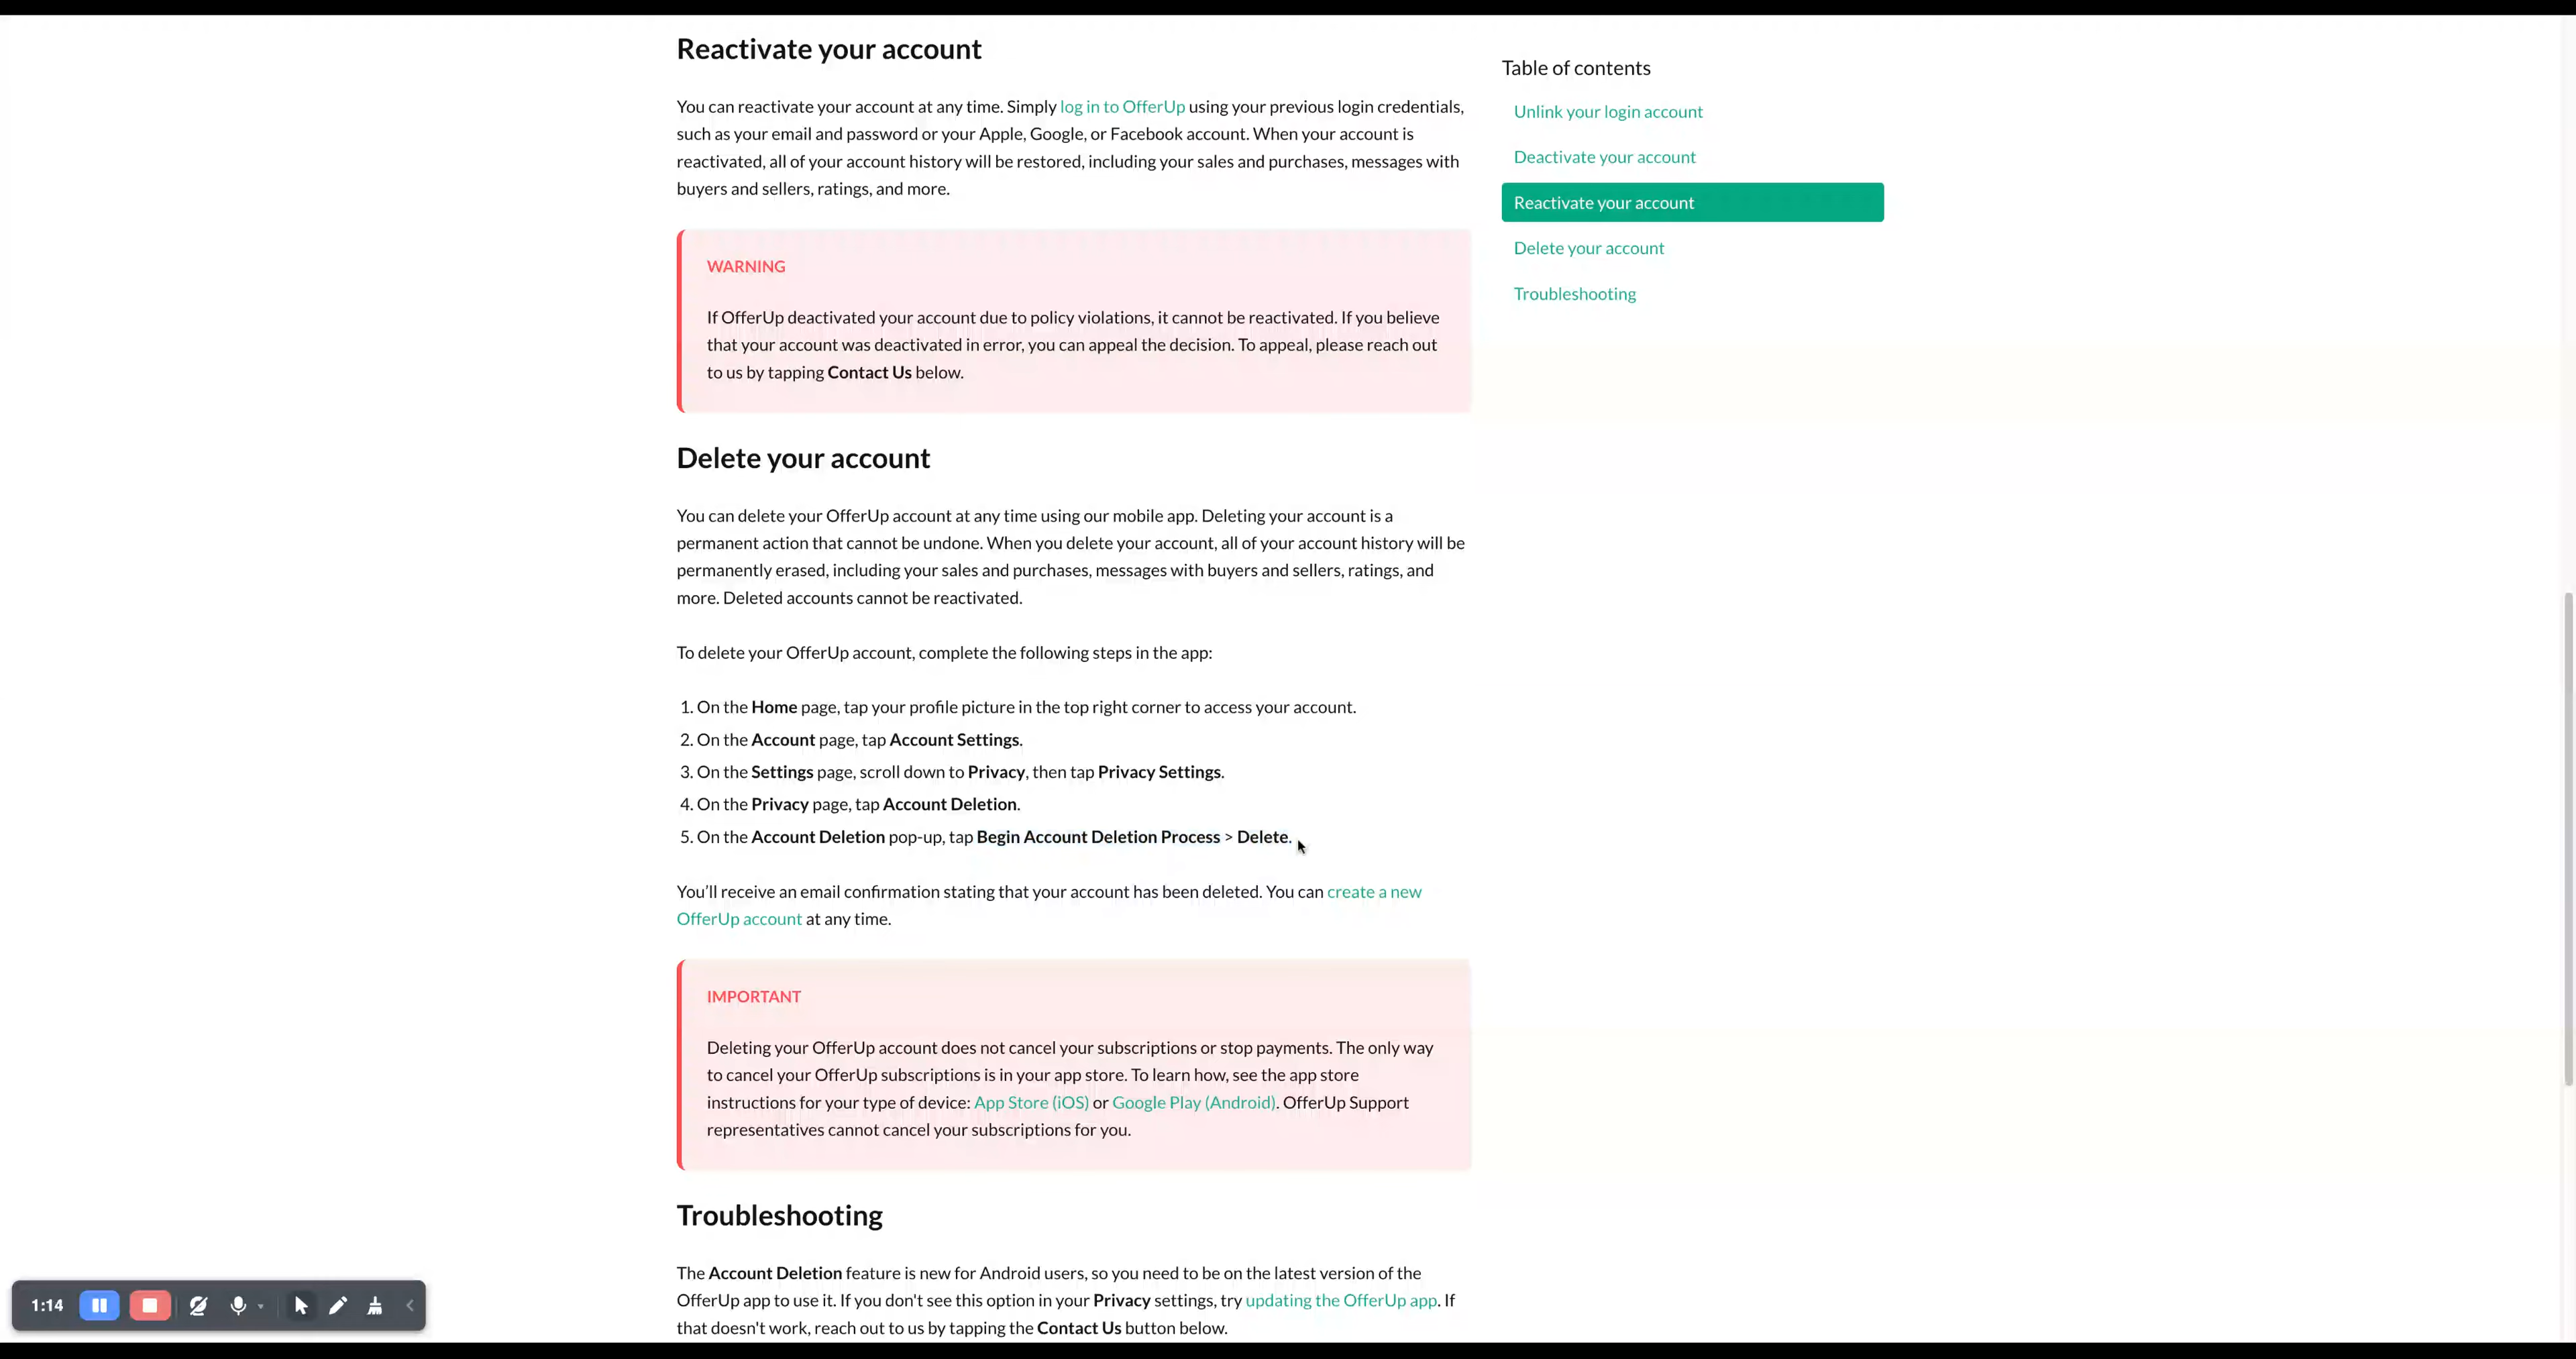 Reactivate your account
You can reactivate your account at any time. Simply log in to OfferUp using your previous login credentials,
such as your email and password or your Apple, Google, or Facebook account. When your account is
reactivated, all of your account history will be restored, including your sales and purchases, messages with
buyers and sellers, ratings, and more.
WARNING
If OfferUp deactivated your account due to policy violations, it cannot be reactivated. If you believe
that your account was deactivated in error, you can appeal the decision. To appeal, please reach out
to us by tapping Contact Us below.
Delete your account
You can delete your OfferUp account at any time using our mobile app. Deleting your account is a
permanent action that cannot be undone. When you delete your account, all of your account history will be
permanently erased, including your sales and purchases, messages with buyers and sellers, ratings, and
more. Deleted accounts cannot be reactivated.
To delete your OfferUp account, complete the following steps in the app:
1. On the Home page, tap your profile picture in the top right corner to access your account.
2. On the Account page, tap Account Settings.
3. On the Settings page, scroll down to Privacy, then tap Privacy Settings.
4. On the Privacy page, tap Account Deletion.
5. On the Account Deletion pop-up, tap Begin Account Deletion Process > Delete.
You’ll receive an email confirmation stating that your account has been deleted. You can create a new
OfferUp account at any time.
IMPORTANT
Deleting your OfferUp account does not cancel your subscriptions or stop payments. The only way
to cancel your OfferUp subscriptions is in your app store. To learn how, see the app store
instructions for your type of device: App Store (iOS) or Google Play (Android). OfferUp Support
representatives cannot cancel your subscriptions for you.
Troubleshooting
The Account Deletion feature is new for Android users, so you need to be on the latest version of the
OfferUp app to use it. If you don't see this option in your Privacy settings, try updating the OfferUp app. If
that doesn't work, reach out to us by tapping the Contact Us button below.
Table of contents
Unlink your login account
Deactivate your account
Reactivate your account
Delete your account
Troubleshooting
1:14